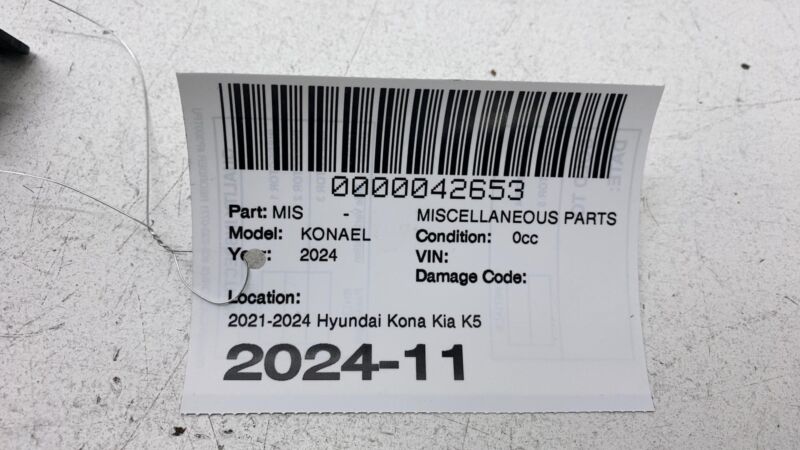 0000042653
Part: MIS - MISCELLANEOUS PARTS
Model: KONAEL Condition: 0cc
Year: 2024 VIN:
Damage Code:
Location:
2021-2024 Hyundai Kona Kia K5
2024-11